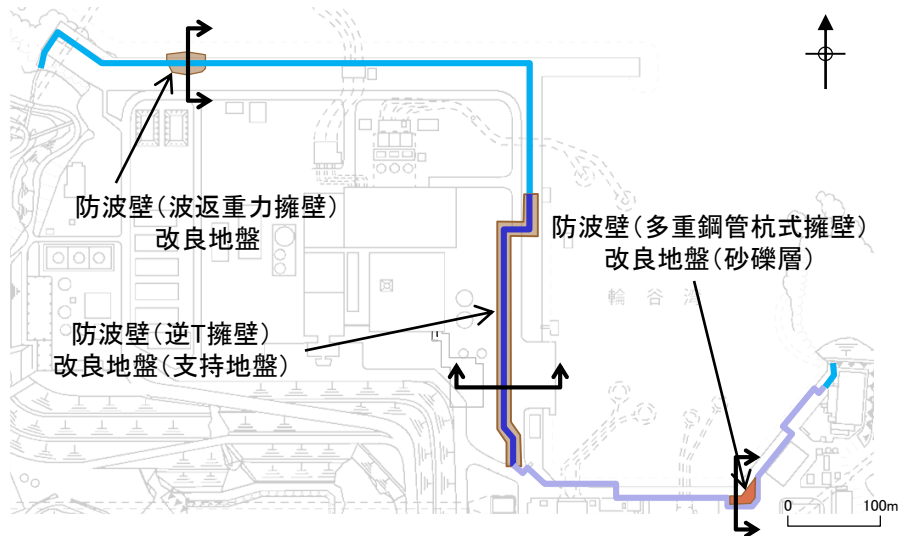 防波壁(波返重力擁壁)
改良地盤
防波壁(多重鋼管杭式擁壁)
改良地盤(砂礫層)
輪谷湾
防波壁(逆T擁壁)
改良地盤(支持地盤)
0 100m